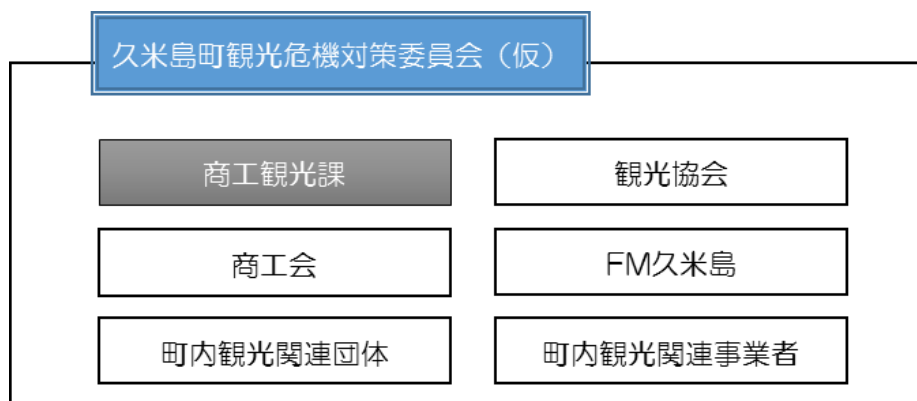 久米島町観光危機対策委員会（仮）
商工観光課
観光協会
商工会
FM久米島
町内観光関連団体
町内観光関連事業者